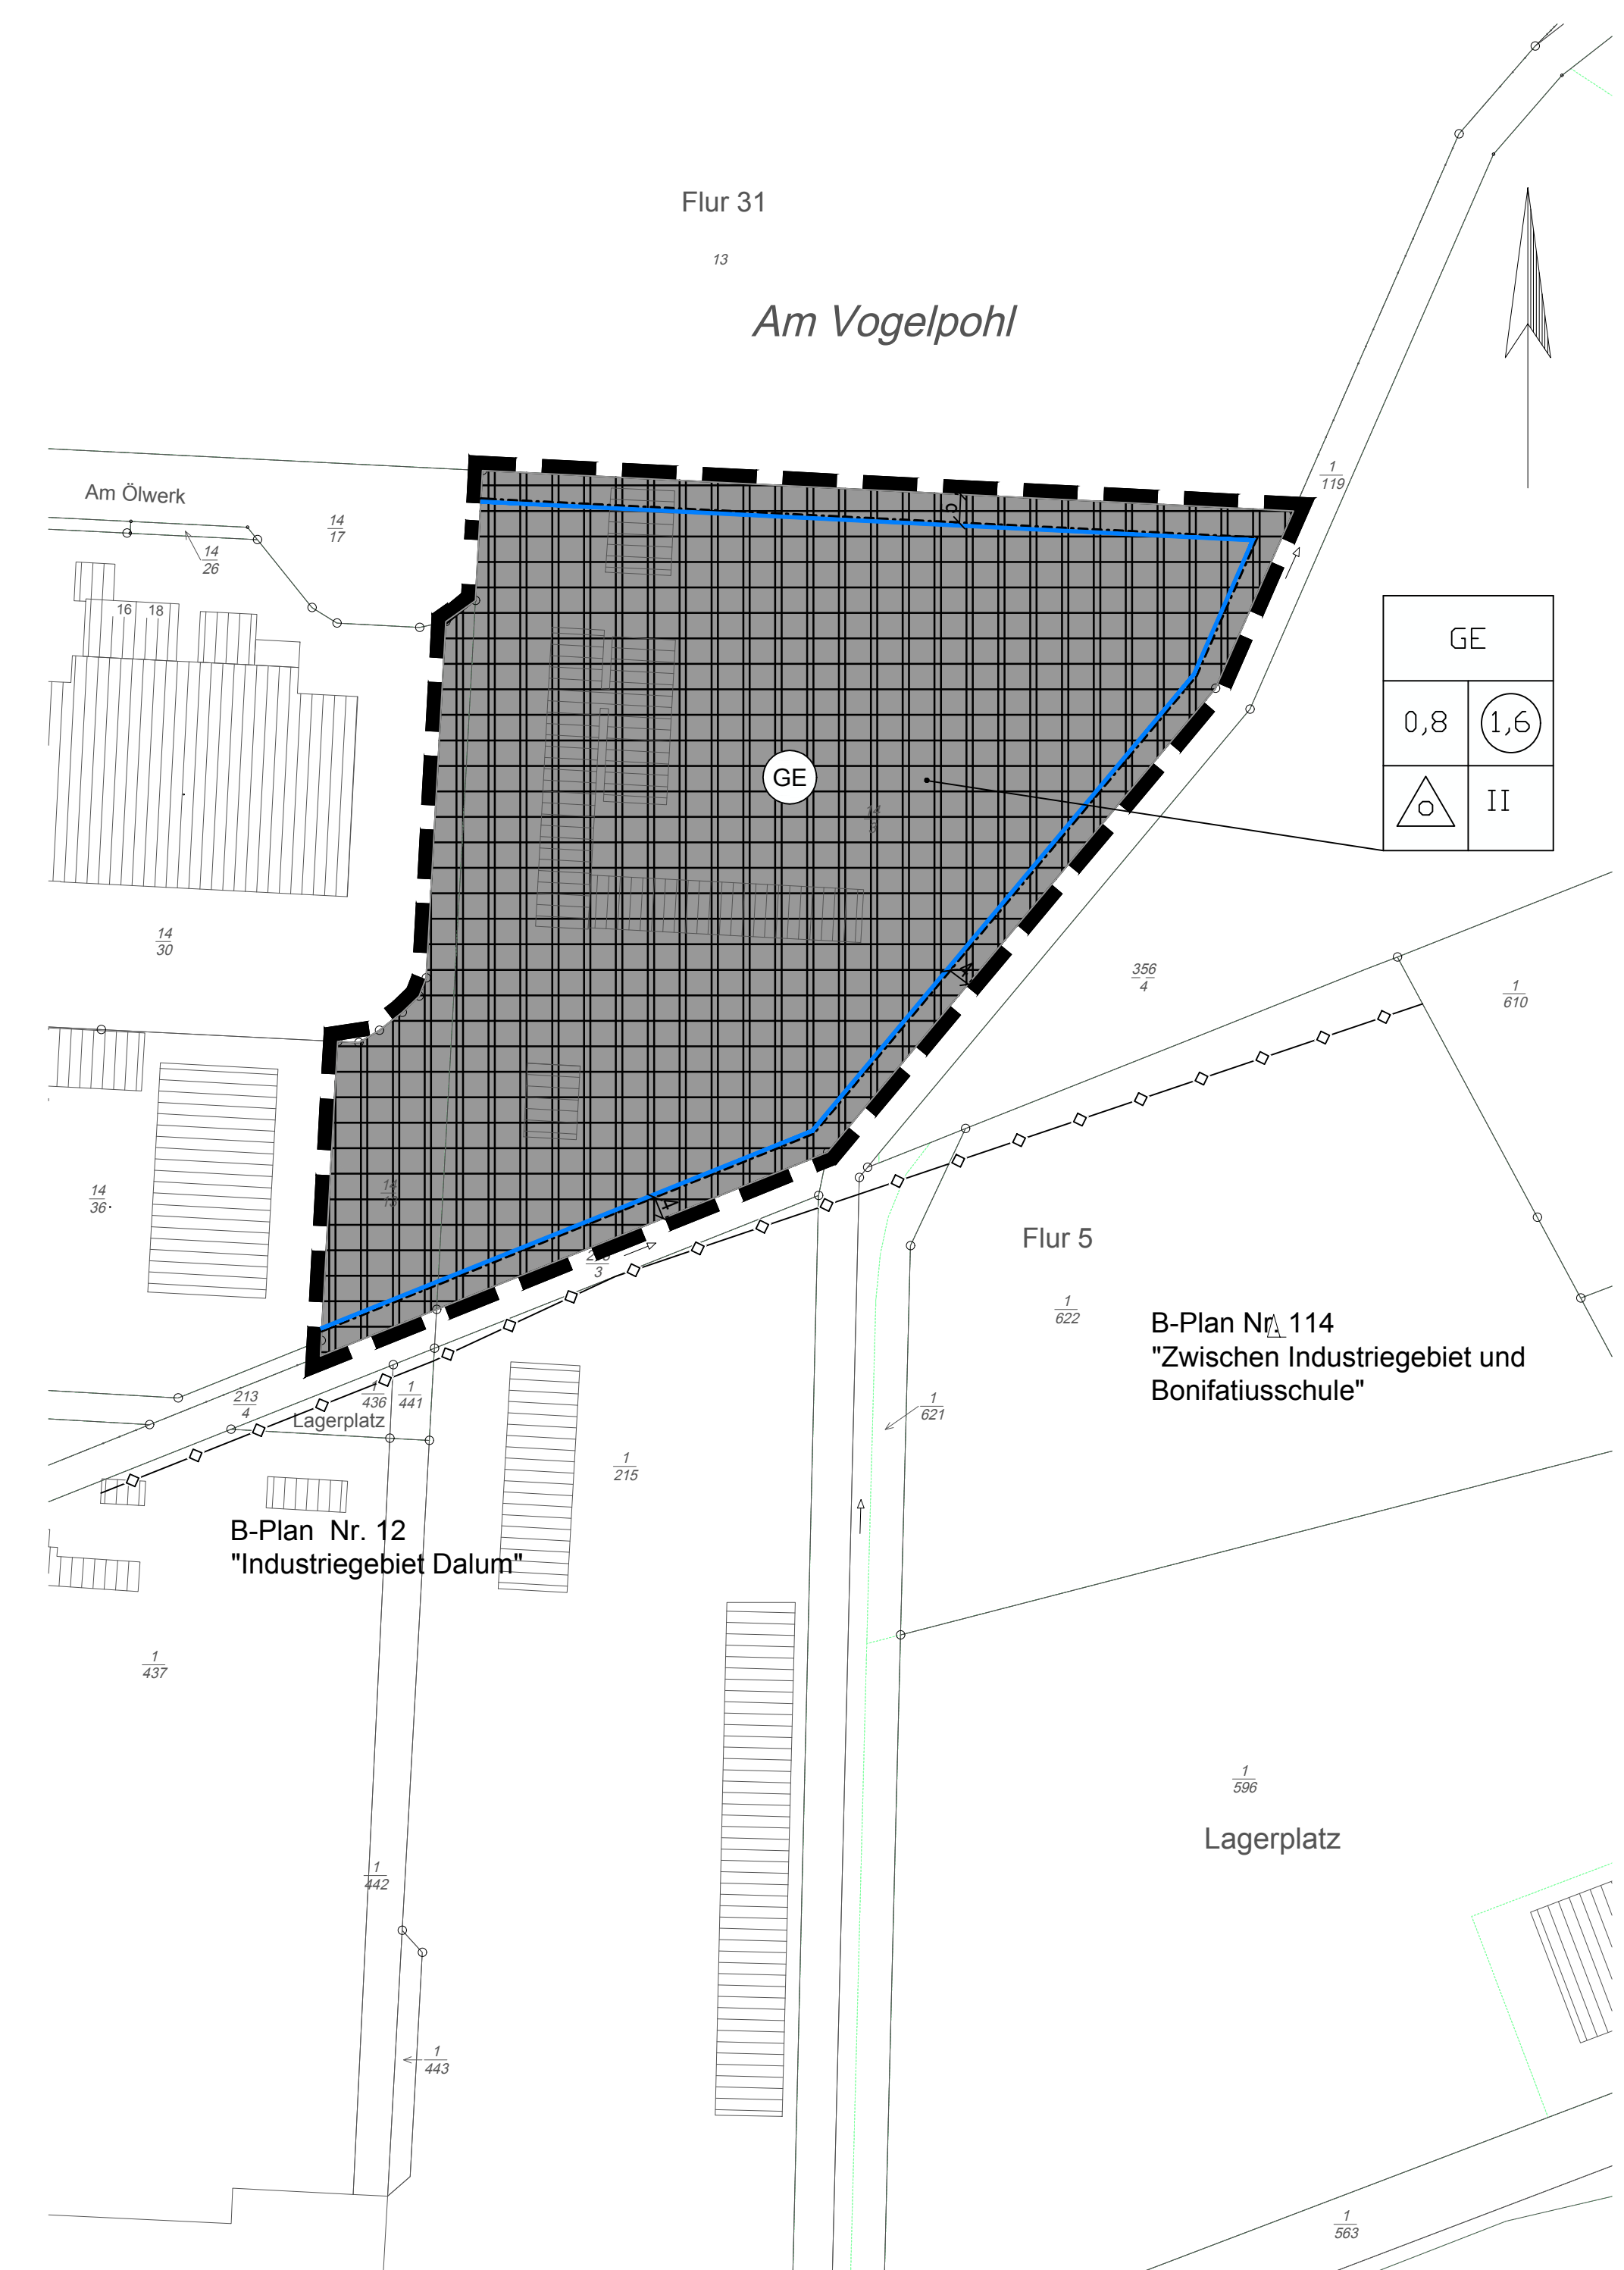 Flur 31
13
Am Vogelpohl
1
119
Am Ölwerk
14
17
14
26
16 18
GE
0,8 1,6
o II
GE
14
30
356
4
1
610
14
36
3
Flur 5
1
622
B-Plan Nr. 114
"Zwischen Industriegebiet und
Bonifatiusschule"
213
4
1
436
1
441
Lagerplatz
1
621
1
215
B-Plan Nr. 12
"Industriegebiet Dalum"
1
437
1
596
Lagerplatz
1
442
1
443
1
563